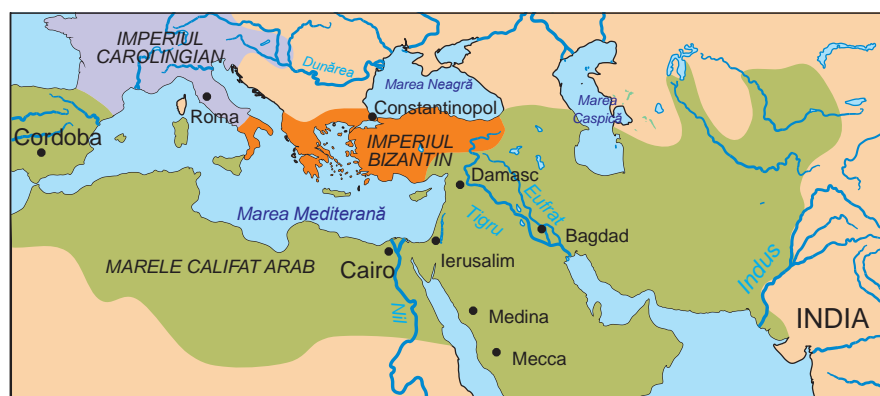 IMPERIUL
CAROLINGIAN
Dunărea
Marea Neagră
Marea
Caspică
Roma
Constantinopol
Cordoba
IMPERIUL
BIZANTIN
Damasc
Eufrat
Tigru
Marea Mediterană
Bagdad
Ierusalim
MARELE CALIFAT ARAB
Cairo
Indus
Nil
Medina
INDIA
Mecca